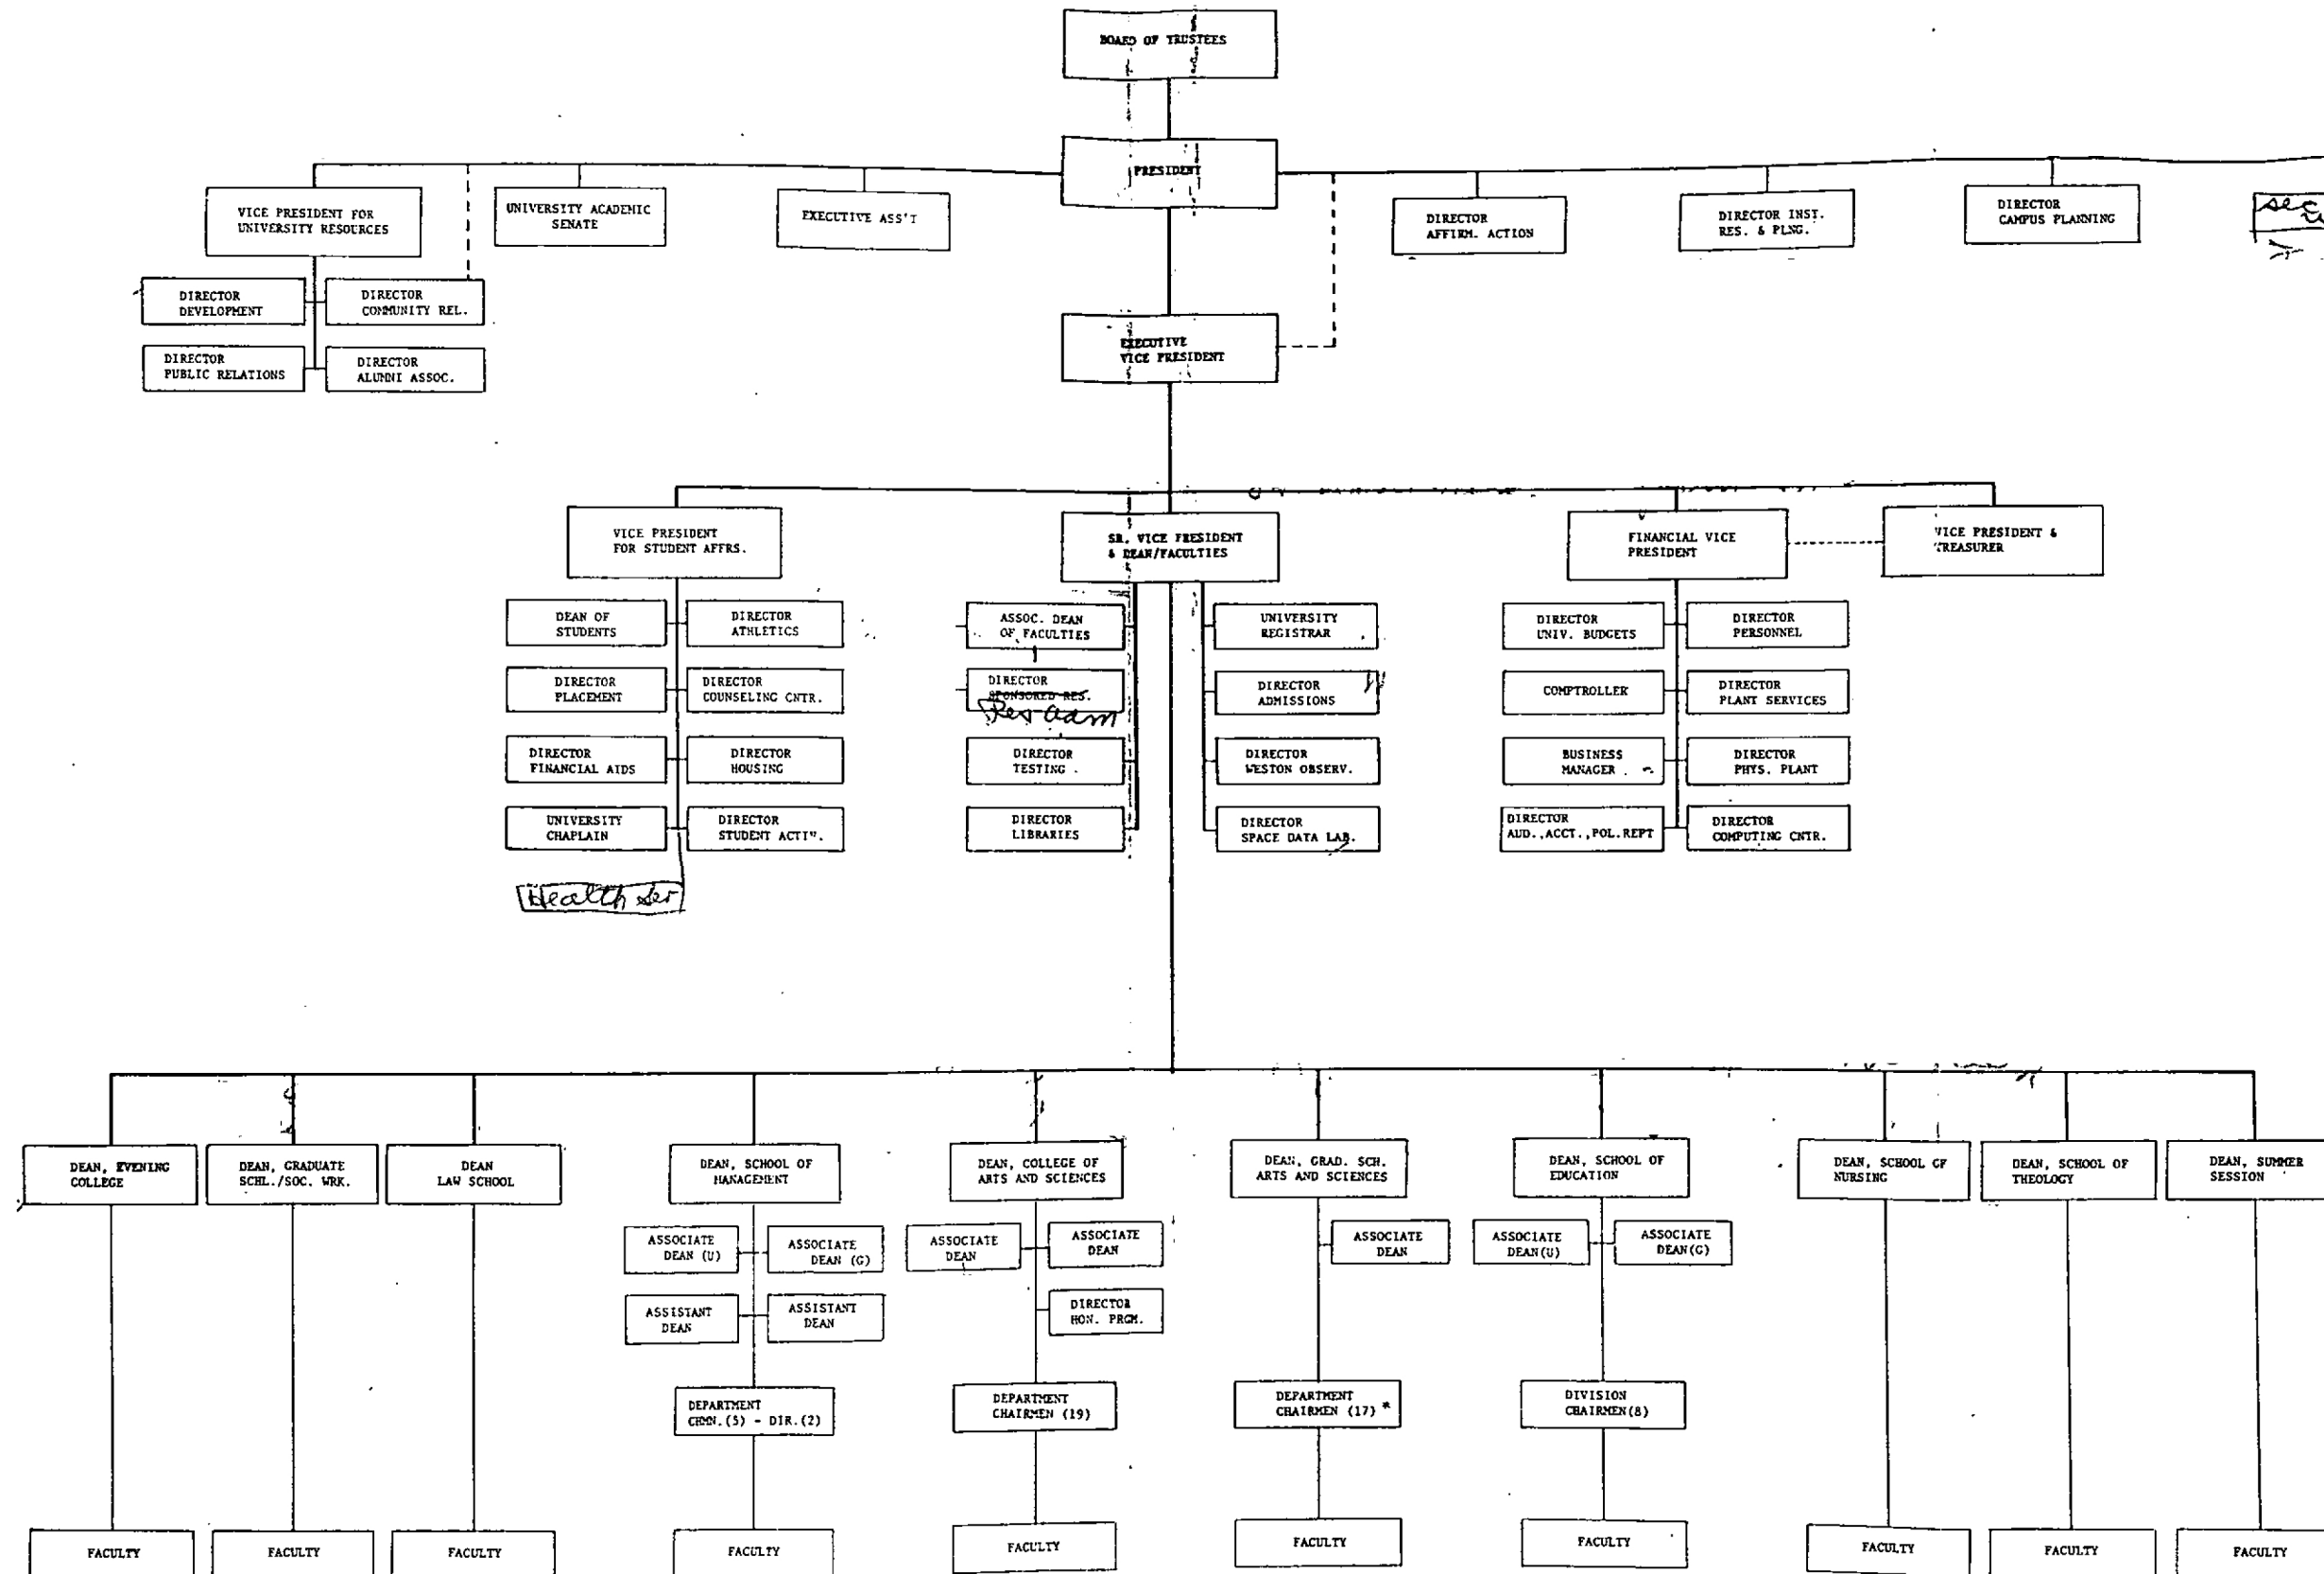 BOARD OF TRUSTEES
PRESIDENT
VICE PRESIDENT FOR
UNIVERSITY RESOURCES
UNIVERSITY ACADEMIC
SENATE
EXECUTIVE ASS'T
DIRECTOR
AFFIRM. ACTION
DIRECTOR INST.
RES. & PLNG.
DIRECTOR
CAMPUS PLANNING
DIRECTOR
DEVELOPMENT
DIRECTOR
COMMUNITY REL.
DIRECTOR
PUBLIC RELATIONS
DIRECTOR
ALUMNI ASSOC.
EXECUTIVE
VICE PRESIDENT
VICE PRESIDENT
FOR STUDENT AFFRS.
SR. VICE PRESIDENT
& DEAN/FACULTIES
FINANCIAL VICE
PRESIDENT
VICE PRESIDENT &
TREASURER
DEAN OF
STUDENTS
DIRECTOR
ATHLETICS
ASSOC. DEAN
OF FACULTIES
UNIVERSITY
REGISTRAR
DIRECTOR
UNIV. BUDGETS
DIRECTOR
PERSONNEL
DIRECTOR
PLACEMENT
DIRECTOR
COUNSELING CNTR.
DIRECTOR
SPONSORED RES.
Res adm
DIRECTOR
ADMISSIONS
COMPTROLLER
DIRECTOR
PLANT SERVICES
DIRECTOR
FINANCIAL AIDS
DIRECTOR
HOUSING
DIRECTOR
TESTING
DIRECTOR
WESTON OBSERV.
BUSINESS
MANAGER
DIRECTOR
PHYS. PLANT
UNIVERSITY
CHAPLAIN
DIRECTOR
STUDENT ACTIV.
DIRECTOR
LIBRARIES
DIRECTOR
SPACE DATA LAB.
DIRECTOR
AUD.,ACCT.,POL.REPT
DIRECTOR
COMPUTING CNTR.
Health Ser
DEAN, EVENING
COLLEGE
DEAN, GRADUATE
SCHL./SOC. WRK.
DEAN
LAW SCHOOL
DEAN, SCHOOL OF
MANAGEMENT
DEAN, COLLEGE OF
ARTS AND SCIENCES
DEAN, GRAD. SCH.
ARTS AND SCIENCES
DEAN, SCHOOL OF
EDUCATION
DEAN, SCHOOL OF
NURSING
DEAN, SCHOOL OF
THEOLOGY
DEAN, SUMMER
SESSION
ASSOCIATE
DEAN (U)
ASSOCIATE
DEAN (G)
ASSOCIATE
DEAN
ASSOCIATE
DEAN
ASSOCIATE
DEAN
ASSOCIATE
DEAN(U)
ASSOCIATE
DEAN(G)
ASSISTANT
DEAN
ASSISTANT
DEAN
DIRECTOR
HON. PRGM.
DEPARTMENT
CHMN.(5) - DIR.(2)
DEPARTMENT
CHAIRMEN (19)
DEPARTMENT
CHAIRMEN (17) *
DIVISION
CHAIRMEN(8)
FACULTY
FACULTY
FACULTY
FACULTY
FACULTY
FACULTY
FACULTY
FACULTY
FACULTY
FACULTY